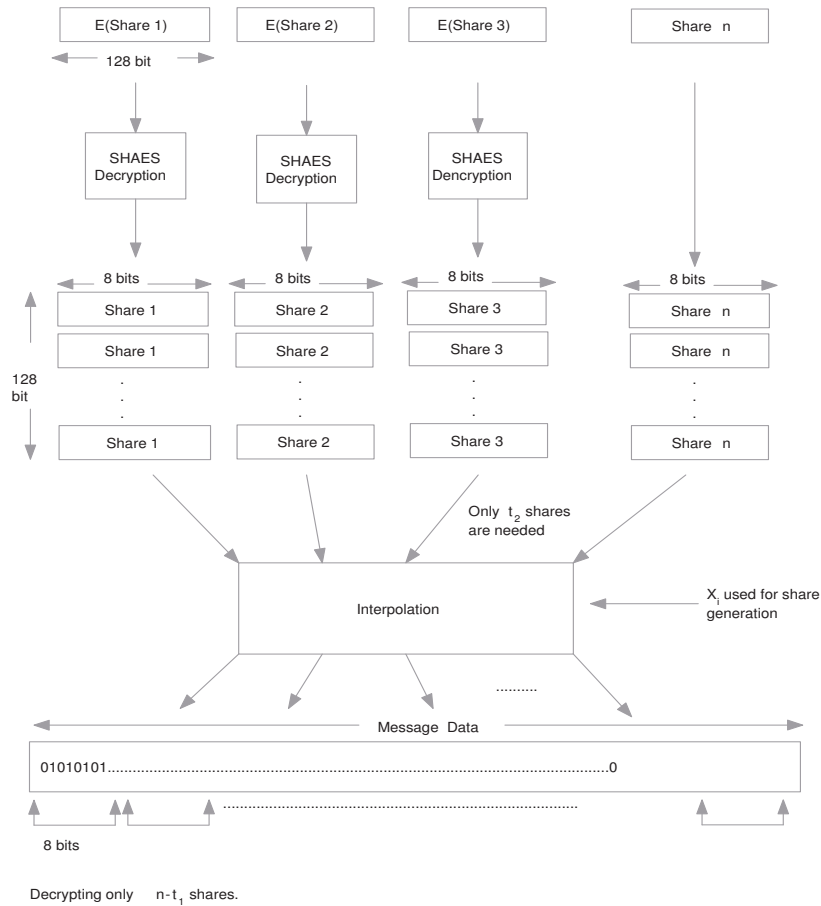 E(Share 1) E(Share 2) E(Share 3) Share n
128 bit
SHAES Decryption
SHAES Decryption
SHAES Dencryption
8 bits 8 bits 8 bits 8 bits
Share 1 Share 2 Share 3 Share n
Share 1 Share 2 Share 3 Share n
128 bit
. . . .
. . . .
. . . .
Share 1 Share 2 Share 3 Share n
Only t2 shares
are needed
Interpolation
Xi used for share
generation
..........
Message Data
01010101..........................................................................................................................0
......................................................................................
8 bits
Decrypting only n-t1 shares.